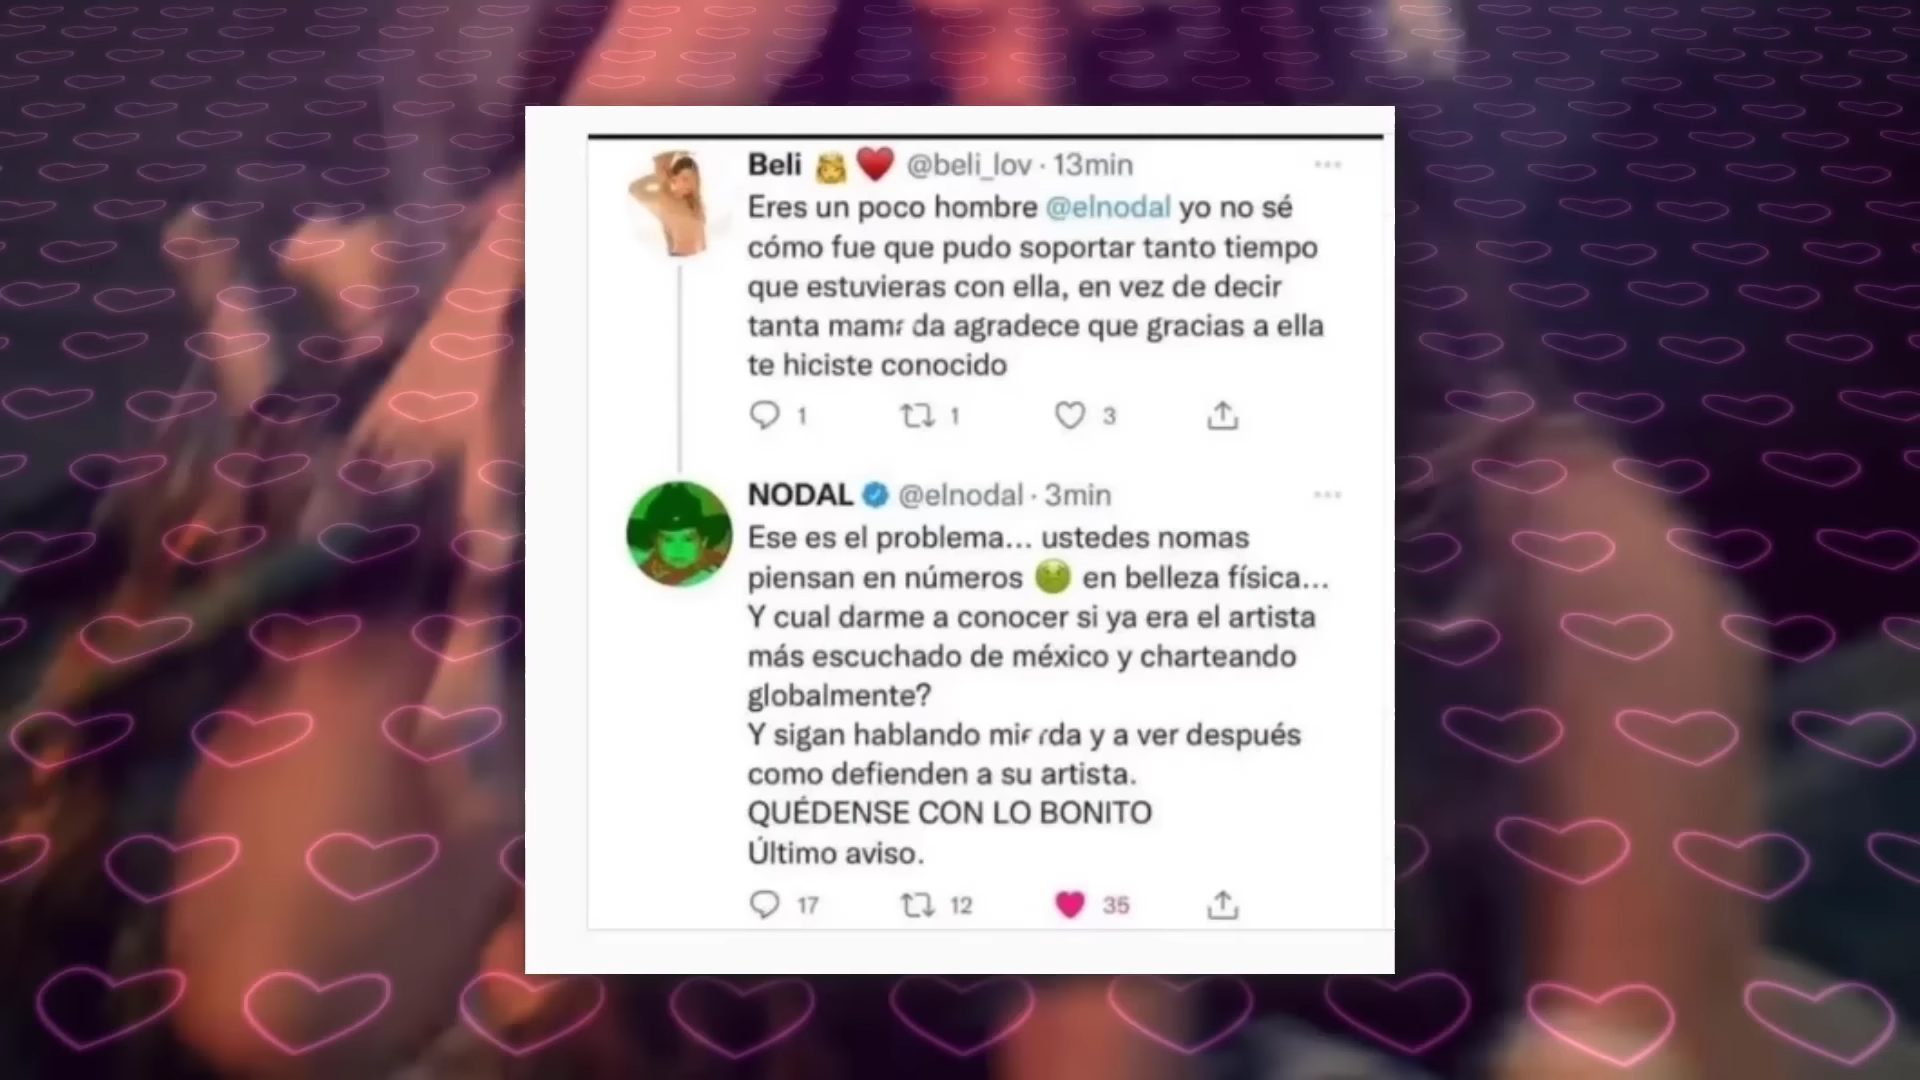 Beli 👸 ❤️ @beli_lov · 13min
Eres un poco hombre @elnodal yo no sé
cómo fue que pudo soportar tanto tiempo
que estuvieras con ella, en vez de decir
tanta mam da agradece que gracias a ella
te hiciste conocido
1 1 3
NODAL @elnodal · 3min
Ese es el problema... ustedes nomas
piensan en números 🤢 en belleza física...
Y cual darme a conocer si ya era el artista
más escuchado de méxico y charteando
globalmente?
Y sigan hablando mi rda y a ver después
como defienden a su artista.
QUÉDENSE CON LO BONITO
Último aviso.
17 12 35